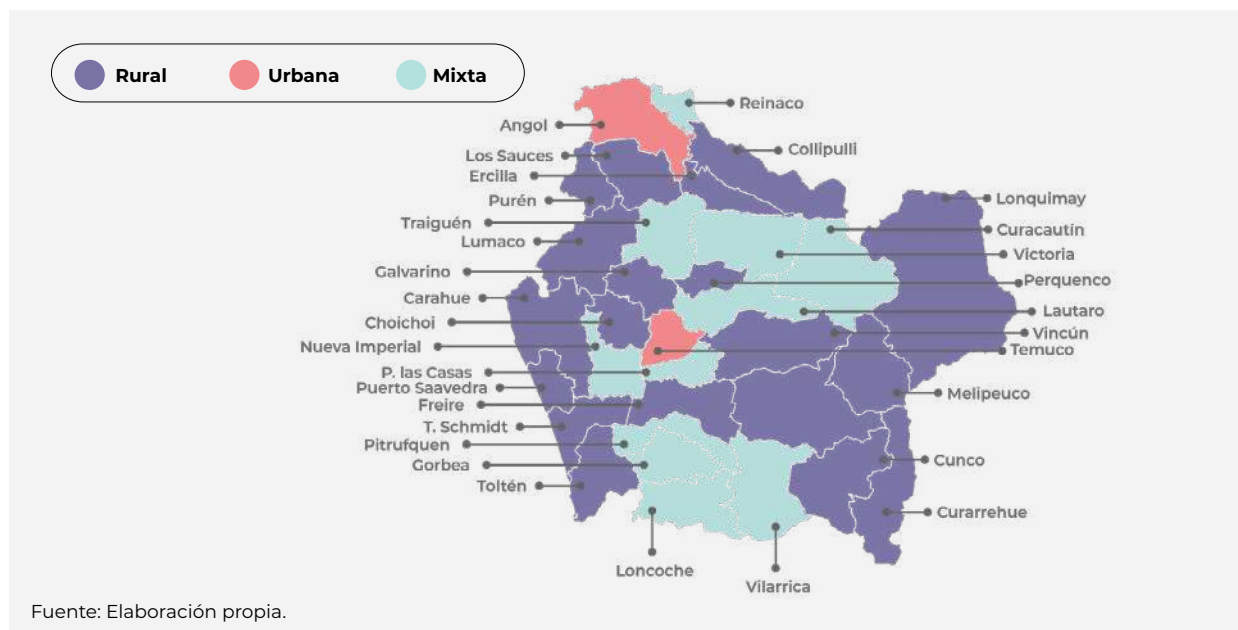 Rural Urbana Mixta
Reinaco
Angol
Collipulli
Los Sauces
Ercilla
Purén
Lonquimay
Traiguén
Curacautín
Lumaco
Victoria
Galvarino
Perquenco
Carahue
Lautaro
Choichoi
Vincún
Nueva Imperial
Temuco
P. las Casas
Puerto Saavedra
Melipeuco
Freire
T. Schmidt
Pitrufquen
Cunco
Gorbea
Toltén
Curarrehue
Loncoche
Vilarrica
Fuente: Elaboración propia.